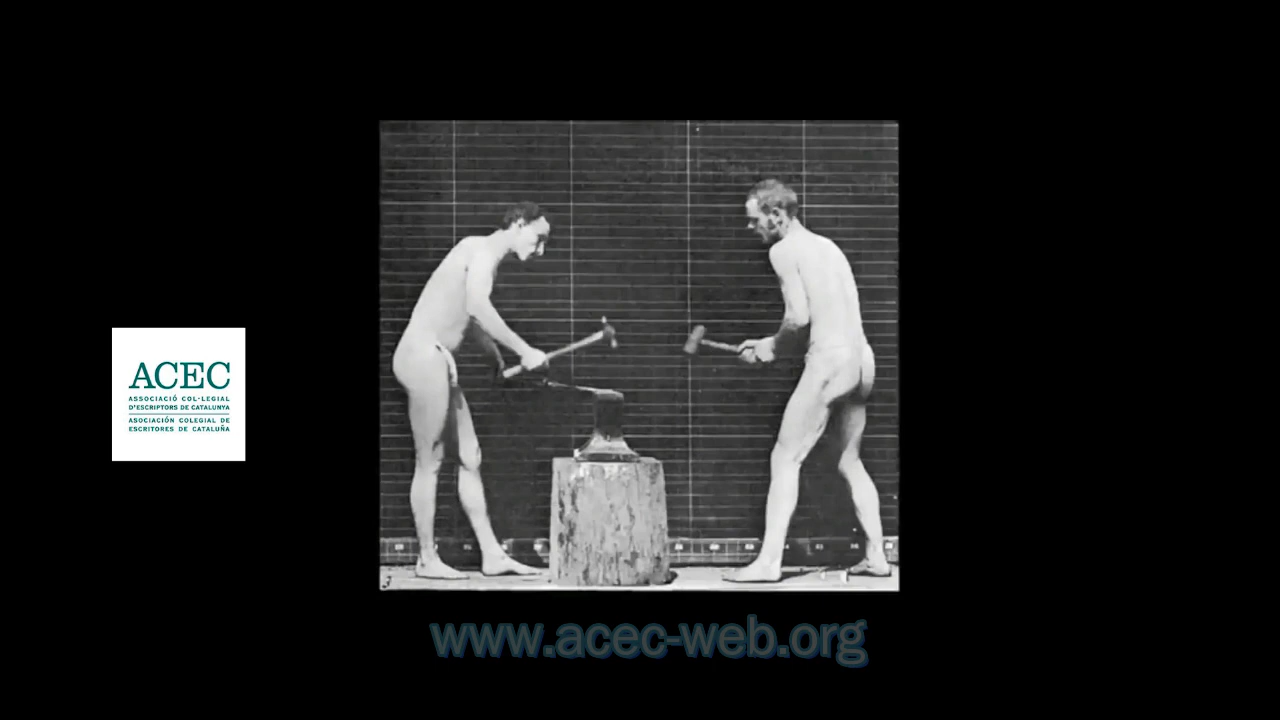 ACEC
ASSOCIACIÓ COL·LEGIAL
D'ESCRIPTORS DE CATALUNYA
ASOCIACIÓN COLEGIAL DE
ESCRITORES DE CATALUÑA
www.acec-web.org